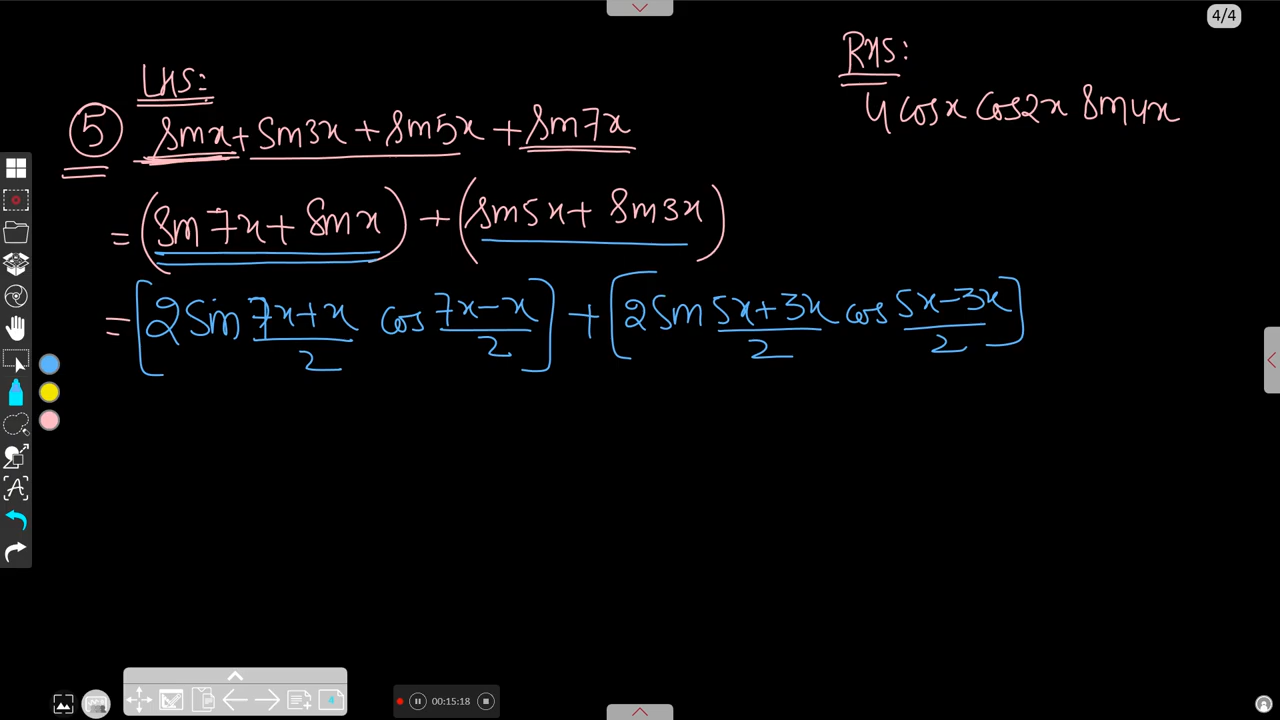 4/4
LHS:
RHS:
4 cosx cos2x sin4x
5 sinx + sin3x + sin5x + sin7x
= (sin7x + sinx) + (sin5x + sin3x)
= [2 sin (7x+x)/2 cos (7x-x)/2] + [2 sin (5x+3x)/2 cos (5x-3x)/2]
A
4
00:15:18